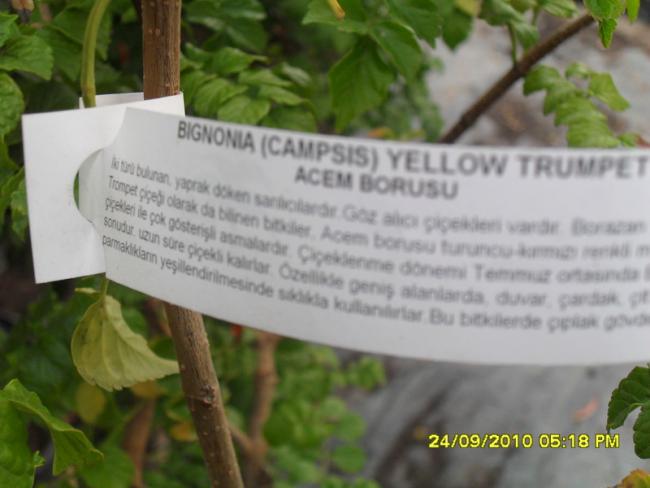 BIGNONIA (CAMPSIS) YELLOW TRUMPET
ACEM BORUSU
İki türü bulunan, yaprak döken sarılıcılardır.Göz alıcı çiçekleri vardır. Borazan
Trompet çiçeği olarak da bilinen bitkiler, Acem borusu turuncu-kırmızı renkli
çiçekleri ile çok gösterişli asmalardır. Çiçeklenme dönemi Temmuz ortasında
sonudur. uzun süre çiçekli kalırlar. Özellikle geniş alanlarda, duvar, çardak,
parmaklıkların yeşillendirilmesinde sıklıkla kullanılırlar.Bu bitkilerde çıplak
24/09/2010 05:18 PM